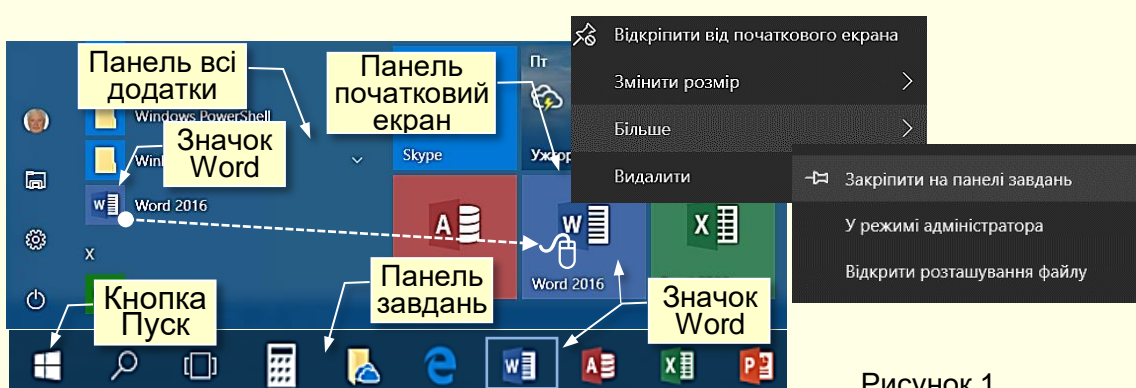 Відкріпити від початкового екрана
Змінити розмір
Більше
Видалити
Закріпити на панелі завдань
У режимі адміністратора
Відкрити розташування файлу
Панель всі
додатки
Панель
початковий
екран
Пт
Windows PowerShell
Значок
Word
Skype
Word 2016
X
Word 2016
Кнопка
Пуск
Панель
завдань
Значок
Word
Рисунок 1